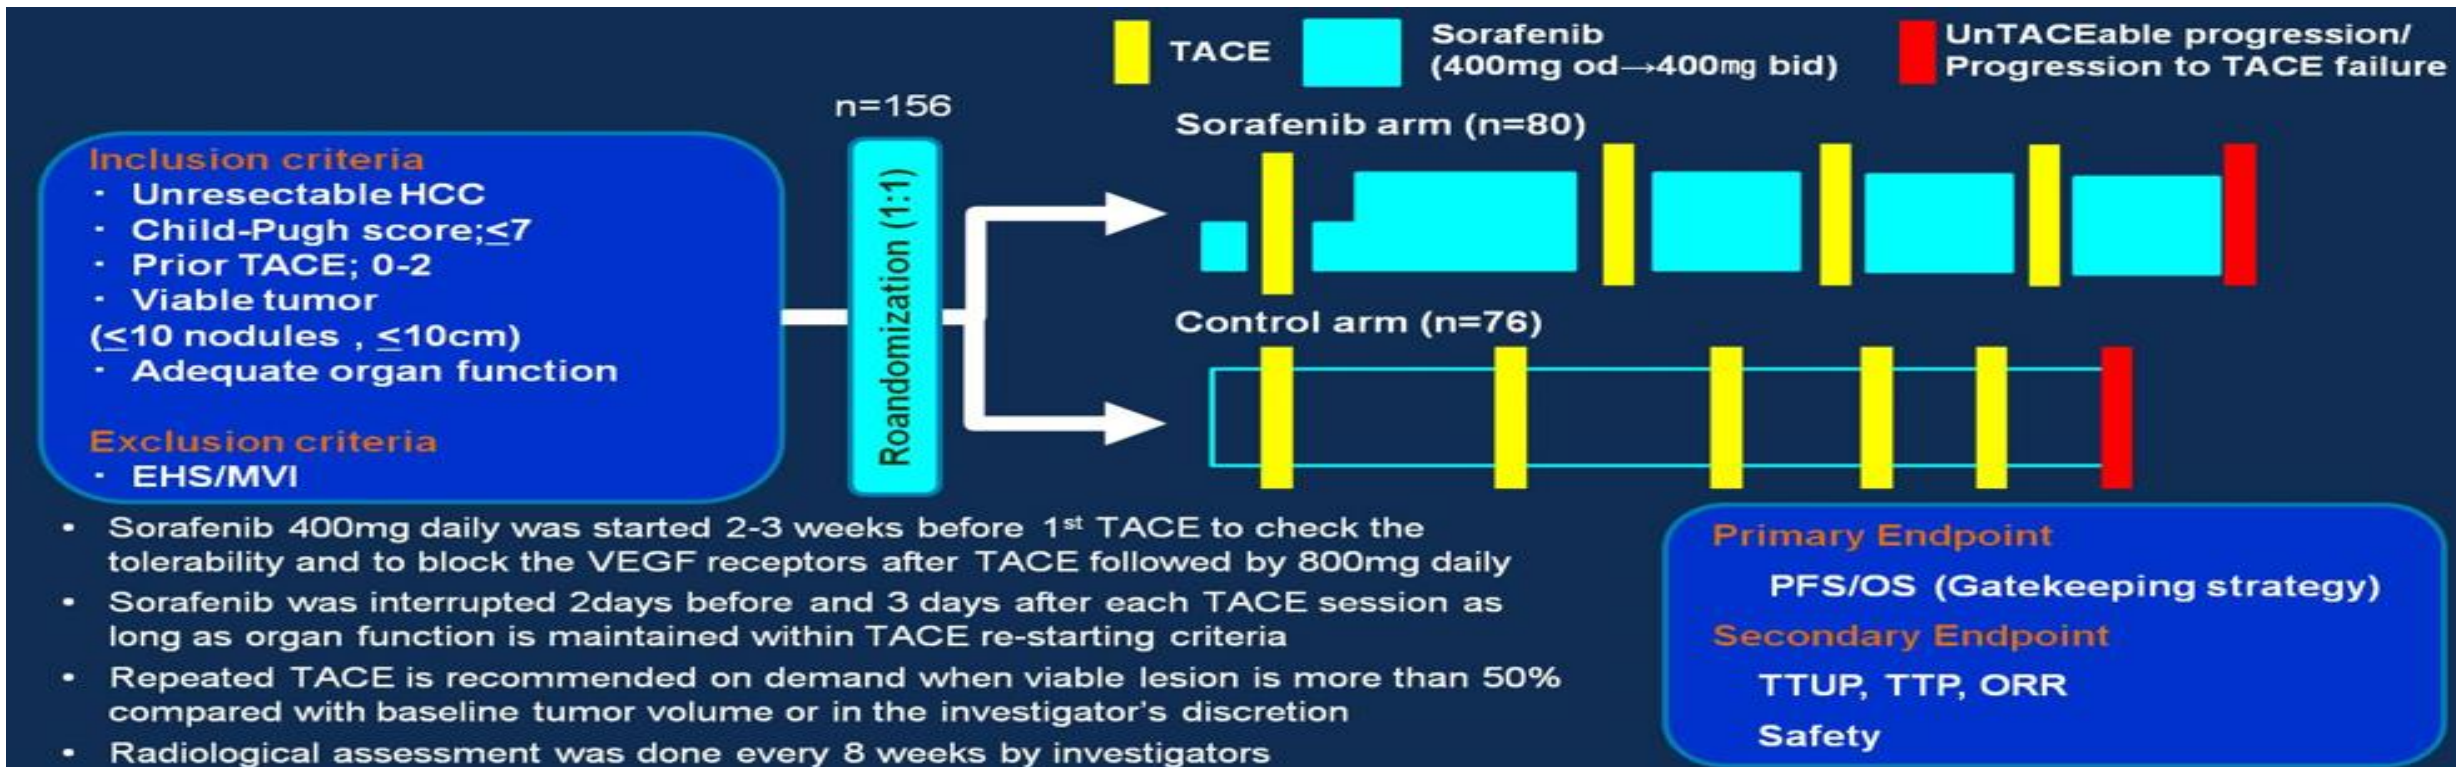 TACE
Sorafenib
(400mg od→400mg bid)
UnTACEable progression/
Progression to TACE failure
n=156
Inclusion criteria
· Unresectable HCC
· Child-Pugh score;≤7
· Prior TACE; 0-2
· Viable tumor
(≤10 nodules , ≤10cm)
· Adequate organ function
Exclusion criteria
· EHS/MVI
Roandomization (1:1)
Sorafenib arm (n=80)
Control arm (n=76)
• Sorafenib 400mg daily was started 2-3 weeks before 1st TACE to check the
tolerability and to block the VEGF receptors after TACE followed by 800mg daily
• Sorafenib was interrupted 2days before and 3 days after each TACE session as
long as organ function is maintained within TACE re-starting criteria
• Repeated TACE is recommended on demand when viable lesion is more than 50%
compared with baseline tumor volume or in the investigator's discretion
• Radiological assessment was done every 8 weeks by investigators
Primary Endpoint
PFS/OS (Gatekeeping strategy)
Secondary Endpoint
TTUP, TTP, ORR
Safety